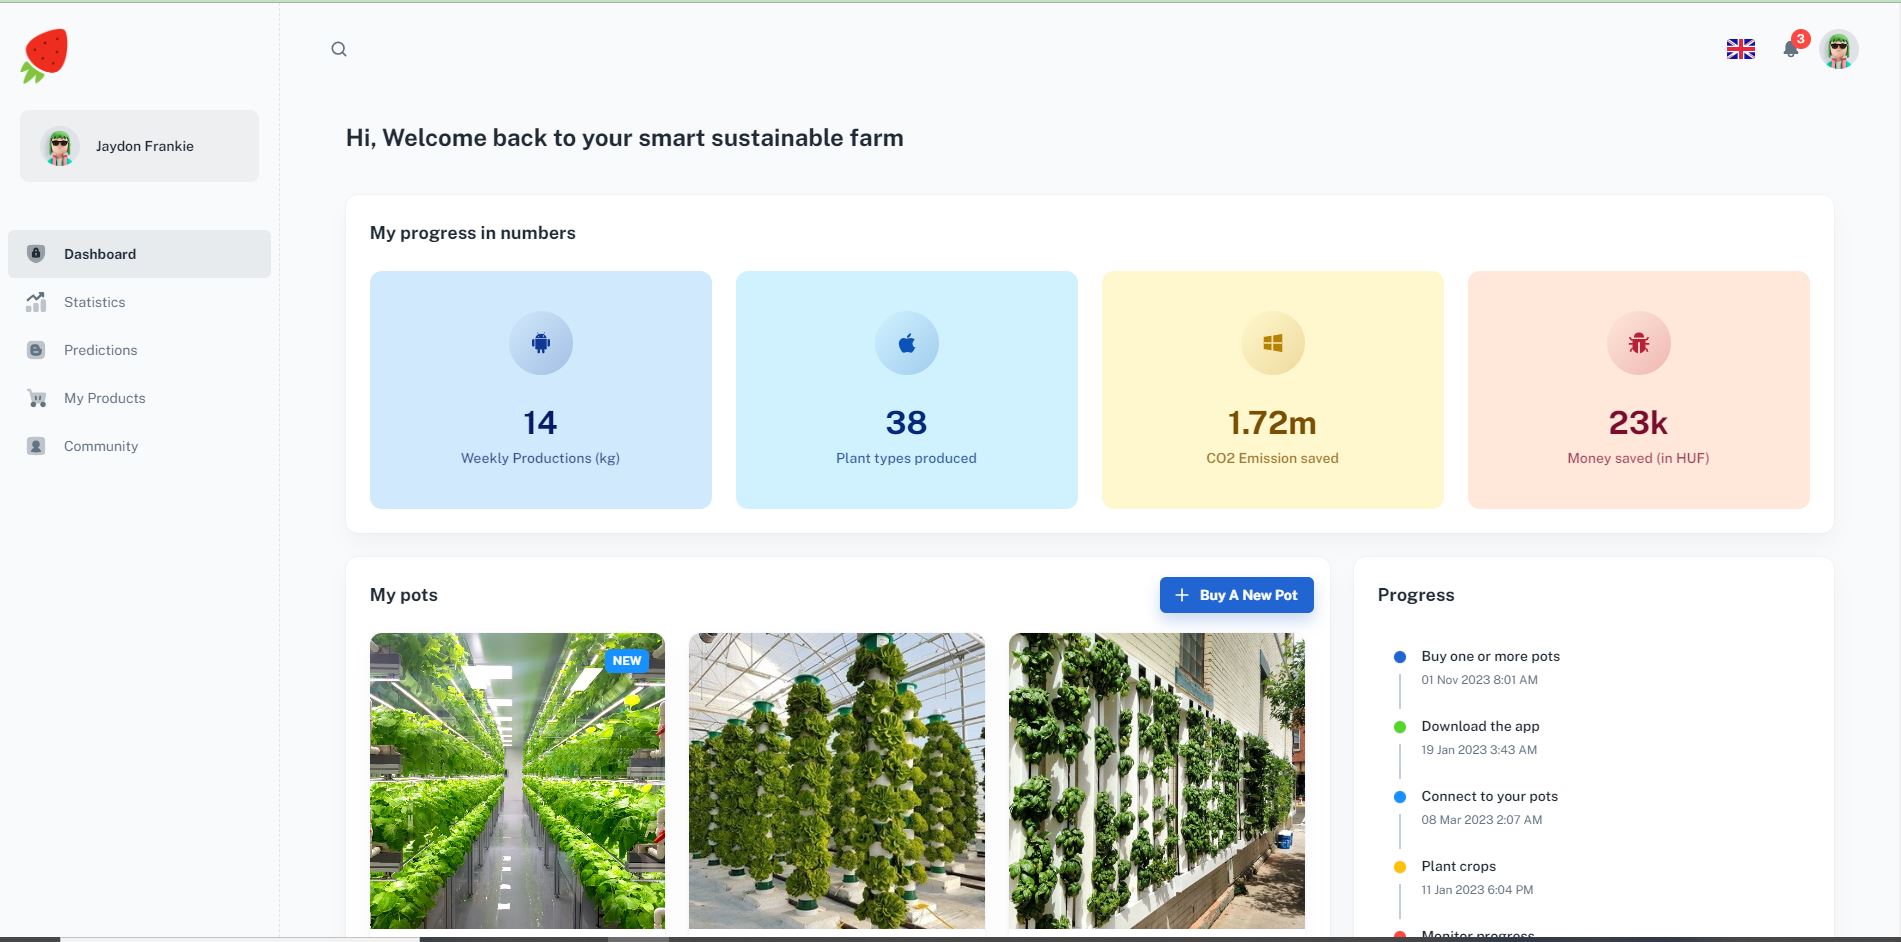 3
Jaydon Frankie
Hi, Welcome back to your smart sustainable farm
Dashboard
Statistics
Predictions
My Products
Community
My progress in numbers
14
Weekly Productions (kg)
38
Plant types produced
1.72m
CO2 Emission saved
23k
Money saved (in HUF)
My pots
Buy A New Pot
NEW
Progress
Buy one or more pots
01 Nov 2023 8:01 AM
Download the app
19 Jan 2023 3:43 AM
Connect to your pots
08 Mar 2023 2:07 AM
Plant crops
11 Jan 2023 6:04 PM
Monitor progress